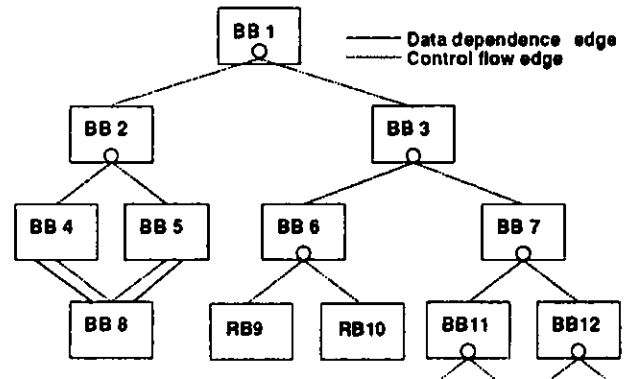 BB 1
Data dependence edge
Control flow edge
BB 2
BB 3
BB 4
BB 5
BB 6
BB 7
BB 8
RB9
RB10
BB11
BB12